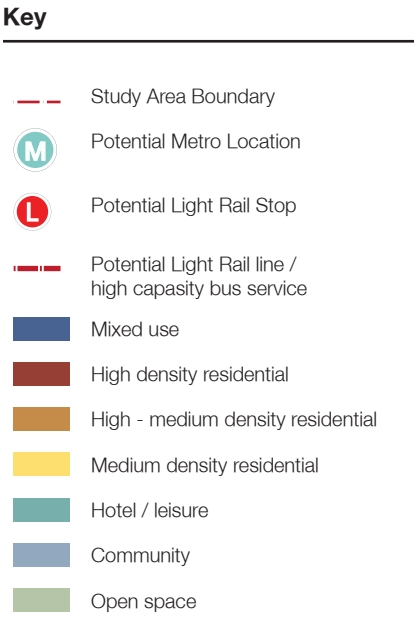 Key
Study Area Boundary
M
Potential Metro Location
L
Potential Light Rail Stop
Potential Light Rail line /
high capasity bus service
Mixed use
High density residential
High - medium density residential
Medium density residential
Hotel / leisure
Community
Open space